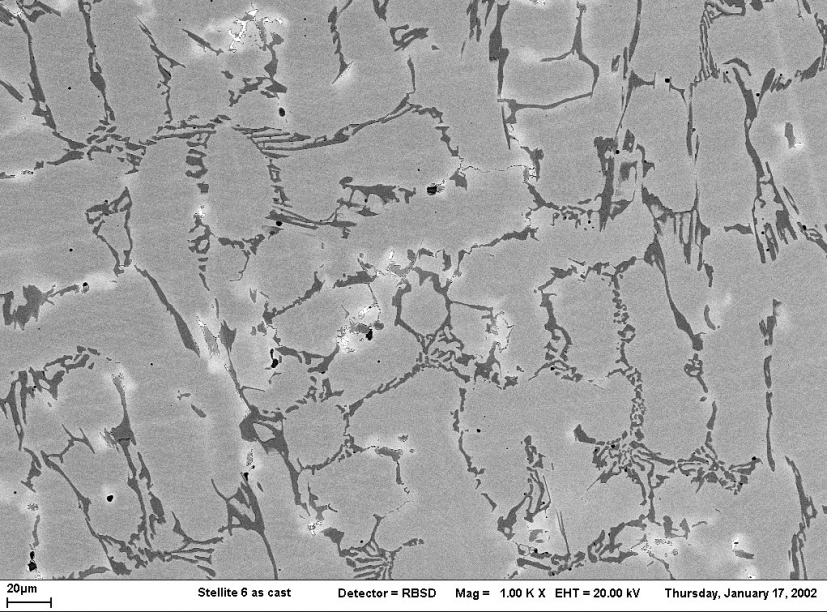 20µm
Stellite 6 as cast Detector = RBSD Mag = 1.00 K X EHT = 20.00 kV Thursday, January 17, 2002